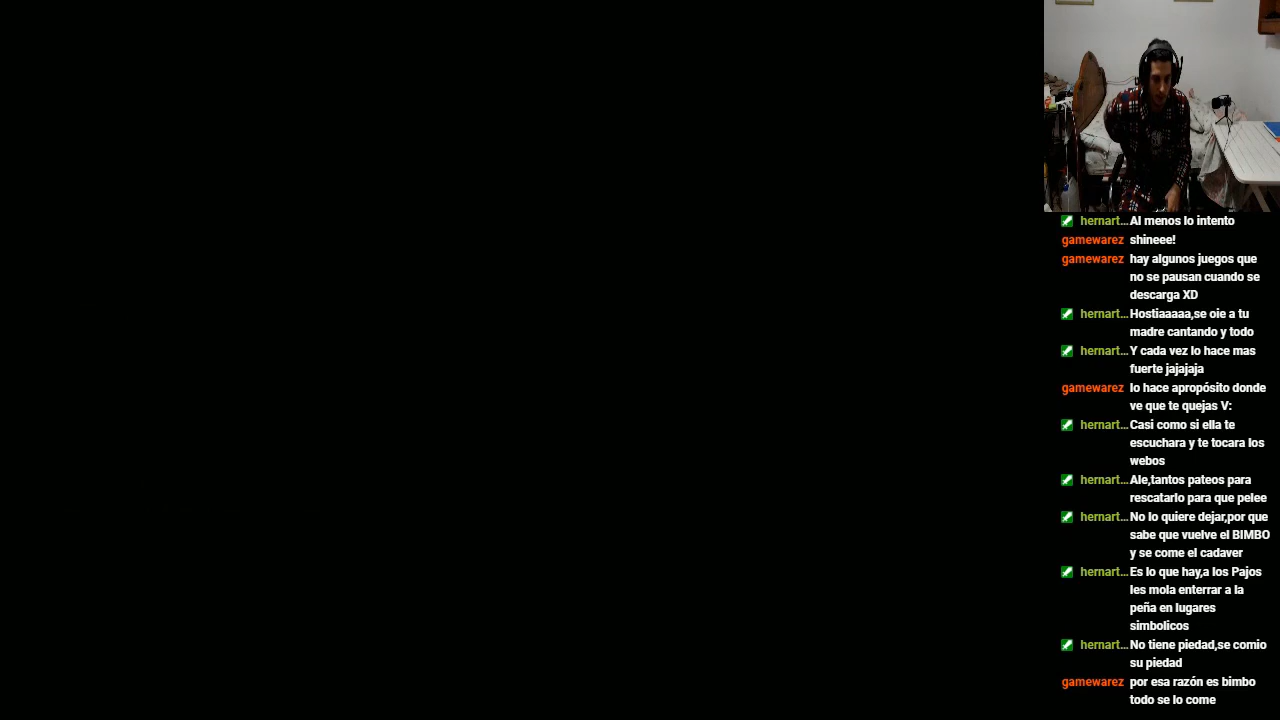 hernart...Al menos lo intento
gamewarez shineee!
gamewarez hay algunos juegos que
no se pausan cuando se
descarga XD
hernart...Hostiaaaaa,se oie a tu
madre cantando y todo
hernart...Y cada vez lo hace mas
fuerte jajajaja
gamewarez lo hace apropósito donde
ve que te quejas V:
hernart...Casi como si ella te
escuchara y te tocara los
webos
hernart...Ale,tantos pateos para
rescatarlo para que pelee
hernart...No lo quiere dejar,por que
sabe que vuelve el BIMBO
y se come el cadaver
hernart...Es lo que hay,a los Pajos
les mola enterrar a la
peña en lugares
simbolicos
hernart...No tiene piedad,se comio
su piedad
gamewarez por esa razón es bimbo
todo se lo come